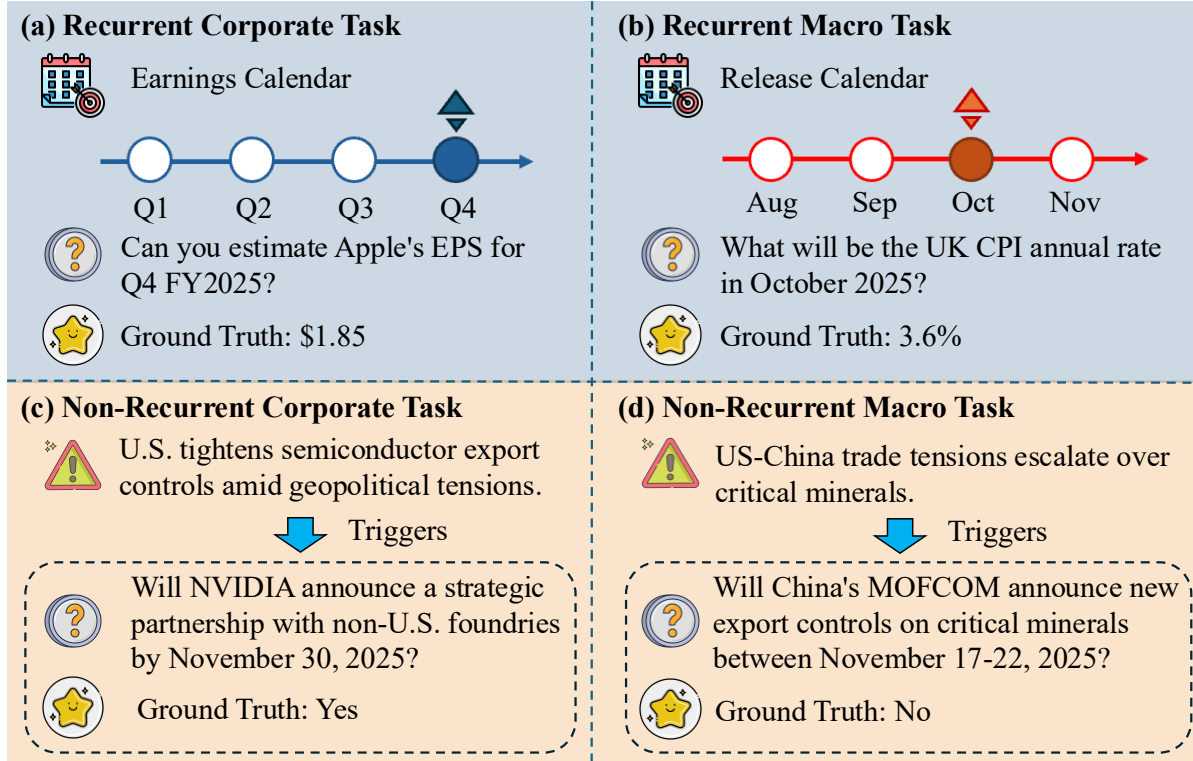 (a) Recurrent Corporate Task
Earnings Calendar
Q1 Q2 Q3 Q4
Can you estimate Apple's EPS for
Q4 FY2025?
Ground Truth: $1.85
(b) Recurrent Macro Task
Release Calendar
Aug Sep Oct Nov
What will be the UK CPI annual rate
in October 2025?
Ground Truth: 3.6%
(c) Non-Recurrent Corporate Task
U.S. tightens semiconductor export
controls amid geopolitical tensions.
Triggers
Will NVIDIA announce a strategic
partnership with non-U.S. foundries
by November 30, 2025?
Ground Truth: Yes
(d) Non-Recurrent Macro Task
US-China trade tensions escalate over
critical minerals.
Triggers
Will China's MOFCOM announce new
export controls on critical minerals
between November 17-22, 2025?
Ground Truth: No